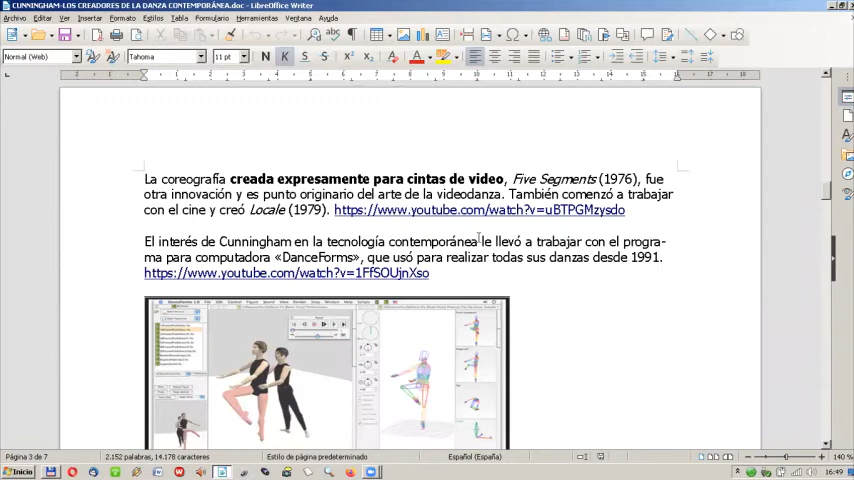 CUNNINGHAM-LOS CREADORES DE LA DANZA CONTEMPORÁNEA.doc - LibreOffice Writer
Archivo Editar Ver Insertar Formato Estilos Tabla Formulario Herramientas Ventana Ayuda
Normal (Web) Tahoma 11 pt
La coreografía creada expresamente para cintas de video, Five Segments (1976), fue
otra innovación y es punto originario del arte de la videodanza. También comenzó a trabajar
con el cine y creó Locale (1979). https://www.youtube.com/watch?v=uBTPGMzysdo
El interés de Cunningham en la tecnología contemporánea le llevó a trabajar con el progra-
ma para computadora «DanceForms», que usó para realizar todas sus danzas desde 1991.
https://www.youtube.com/watch?v=1FfSOUjnXso
Página 3 de 7 2.152 palabras, 14.178 caracteres Estilo de página predeterminado Español (España) 140 %
Inicio 16:49